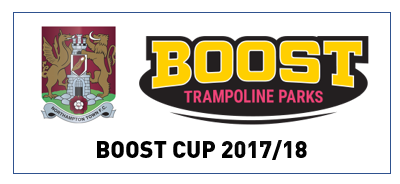 NORTHAMPTON TOWN F.C.
BOOST
TRAMPOLINE PARKS
BOOST CUP 2017/18